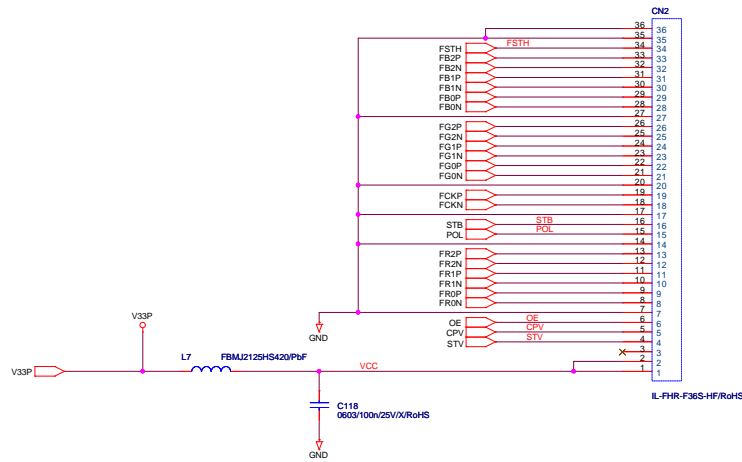 CN2
36 36
35 35
FSTH FSTH 34 34
FB2P 33 33
FB2N 32 32
FB1P 31 31
FB1N 30 30
FB0P 29 29
FB0N 28 28
27 27
FG2P 26 26
FG2N 25 25
FG1P 24 24
FG1N 23 23
FG0P 22 22
FG0N 21 21
20 20
FCKP 19 19
FCKN 18 18
17 17
STB STB 16 16
POL POL 15 15
14 14
FR2P 13 13
FR2N 12 12
FR1P 11 11
FR1N 10 10
FR0P 9 9
FR0N 8 8
7 7
OE OE 6 6
CPV CPV 5 5
STV STV 4 4
3 3
2 2
1 1
GND
V33P
L7 FBMJ2125HS420/PbF
V33P
VCC
IL-FHR-F36S-HF/RoHS
C118
0603/100n/25V/X/RoHS
GND